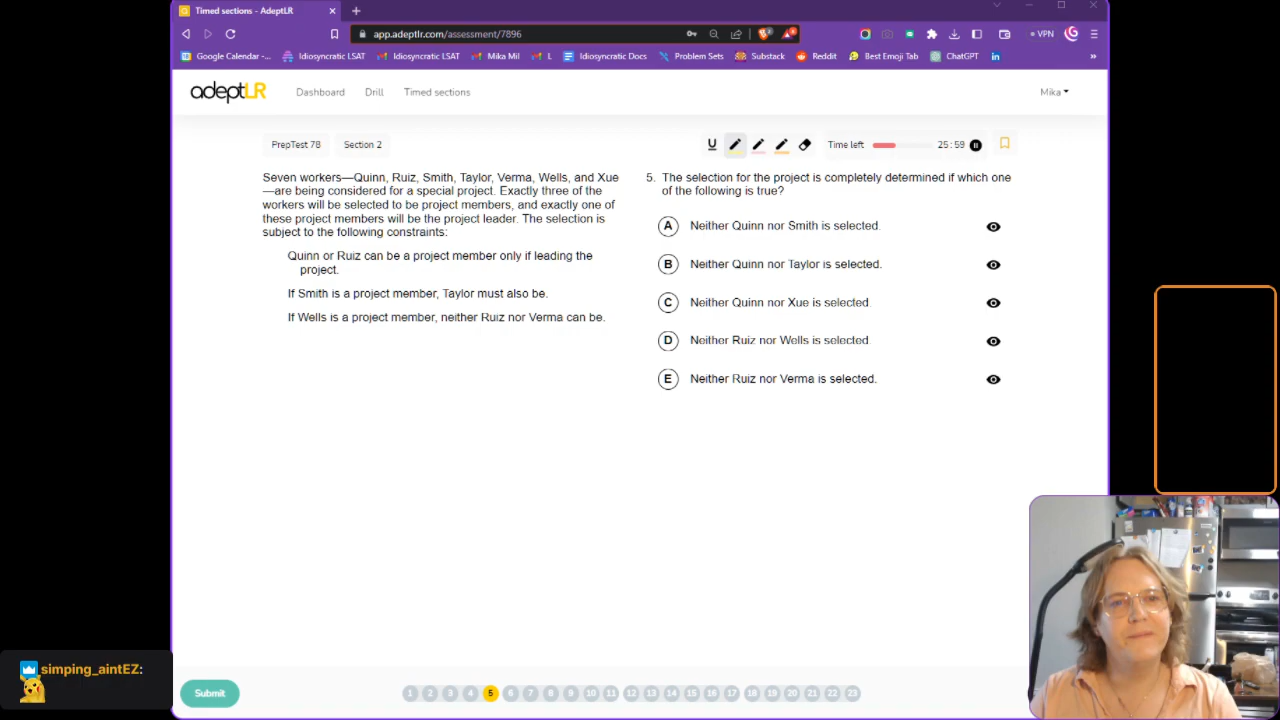 Timed sections - AdeptLR
app.adeptlr.com/assessment/7896
VPN
Google Calendar -...
Idiosyncratic LSAT
Idiosyncratic LSAT
Mika Mil
L
Idiosyncratic Docs
Problem Sets
Substack
Reddit
Best Emoji Tab
ChatGPT
adeptLR
Dashboard
Drill
Timed sections
Mika
PrepTest 78
Section 2
Time left
25:59
Seven workers—Quinn, Ruiz, Smith, Taylor, Verma, Wells, and Xue
—are being considered for a special project. Exactly three of the
workers will be selected to be project members, and exactly one of
these project members will be the project leader. The selection is
subject to the following constraints:
Quinn or Ruiz can be a project member only if leading the
project.
If Smith is a project member, Taylor must also be.
If Wells is a project member, neither Ruiz nor Verma can be.
5. The selection for the project is completely determined if which one
of the following is true?
A Neither Quinn nor Smith is selected.
B Neither Quinn nor Taylor is selected.
C Neither Quinn nor Xue is selected.
D Neither Ruiz nor Wells is selected.
E Neither Ruiz nor Verma is selected.
simping_aintEZ:
Submit
1 2 3 4 5 6 7 8 9 10 11 12 13 14 15 16 17 18 19 20 21 22 23